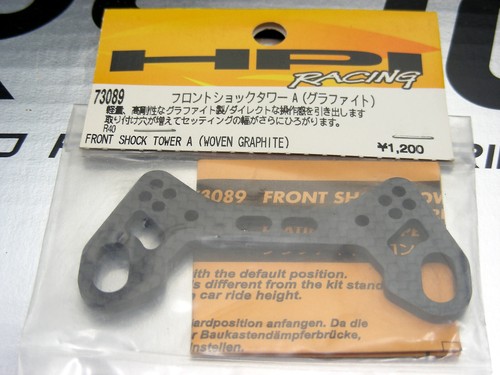 HPI
RACING
73089
フロントショックタワー A (グラファイト)
軽量、高剛性なグラファイト製/ダイレクトな操作感を引き出します
取り付け穴が増えてセッティングの幅がさらにひろがります。
R40
FRONT SHOCK TOWER A (WOVEN GRAPHITE)
¥1,200
3089 FRONT SHO
ith the default position.
s different from the kit stand
e car ride height.
ardposition anfangen. Da die
r Baukastendämpferbrücke,
instellen.